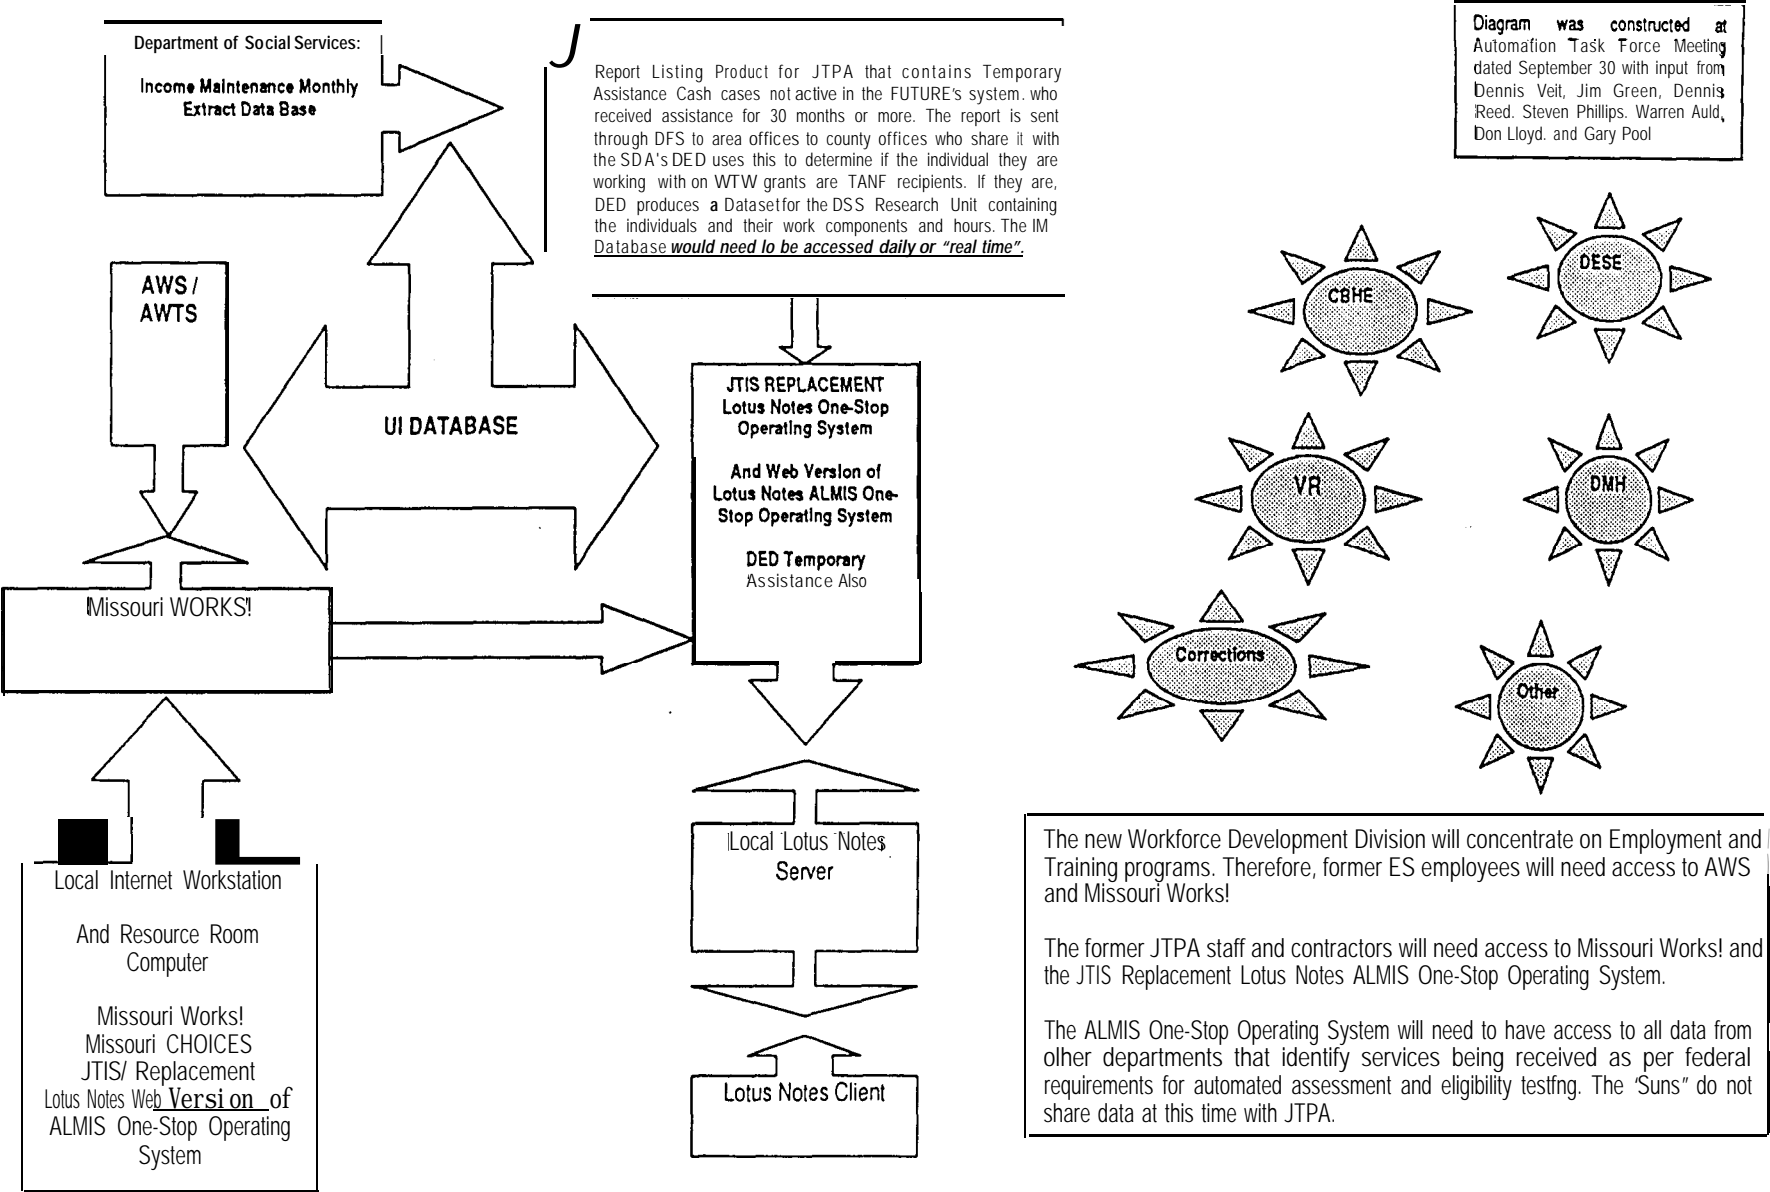 Department of Social Services:
Income Maintenance Monthly
Extract Data Base
J
Report Listing Product for JTPA that contains Temporary
Assistance Cash cases not active in the FUTURE's system. who
received assistance for 30 months or more. The report is sent
through DFS to area offices to county offices who share it with
the SDA's DED uses this to determine if the individual they are
working with on WTW grants are TANF recipients. If they are,
DED produces a Dataset for the DSS Research Unit containing
the individuals and their work components and hours. The IM
Database would need lo be accessed daily or “real time”.
Diagram was constructed at
Automation Task Force Meeting
dated September 30 with input from
Dennis Veit, Jim Green, Dennis
Reed. Steven Phillips. Warren Auld,
Don Lloyd. and Gary Pool
AWS /
AWTS
UI DATABASE
JTIS REPLACEMENT
Lotus Notes One-Stop
Operating System
And Web Version of
Lotus Notes ALMIS One-
Stop Operating System
DED Temporary
Assistance Also
CBHE
DESE
VR
DMH
Corrections
Other
Missouri WORKS!
Local Internet Workstation
And Resource Room
Computer
Missouri Works!
Missouri CHOICES
JTIS/ Replacement
Lotus Notes Web Version of
ALMIS One-Stop Operating
System
Local Lotus Notes
Server
Lotus Notes Client
The new Workforce Development Division will concentrate on Employment and
Training programs. Therefore, former ES employees will need access to AWS
and Missouri Works!
The former JTPA staff and contractors will need access to Missouri Works! and
the JTIS Replacement Lotus Notes ALMIS One-Stop Operating System.
The ALMIS One-Stop Operating System will need to have access to all data from
olher departments that identify services being received as per federal
requirements for automated assessment and eligibility testfng. The “Suns” do not
share data at this time with JTPA.